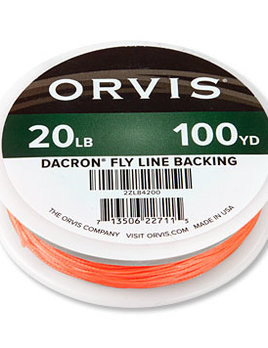 ORVIS®
20LB 100YD
DACRON® FLY LINE BACKING
2ZL84200
7 13506 22711 5
THE ORVIS COMPANY VISIT ORVIS.COM MADE IN USA